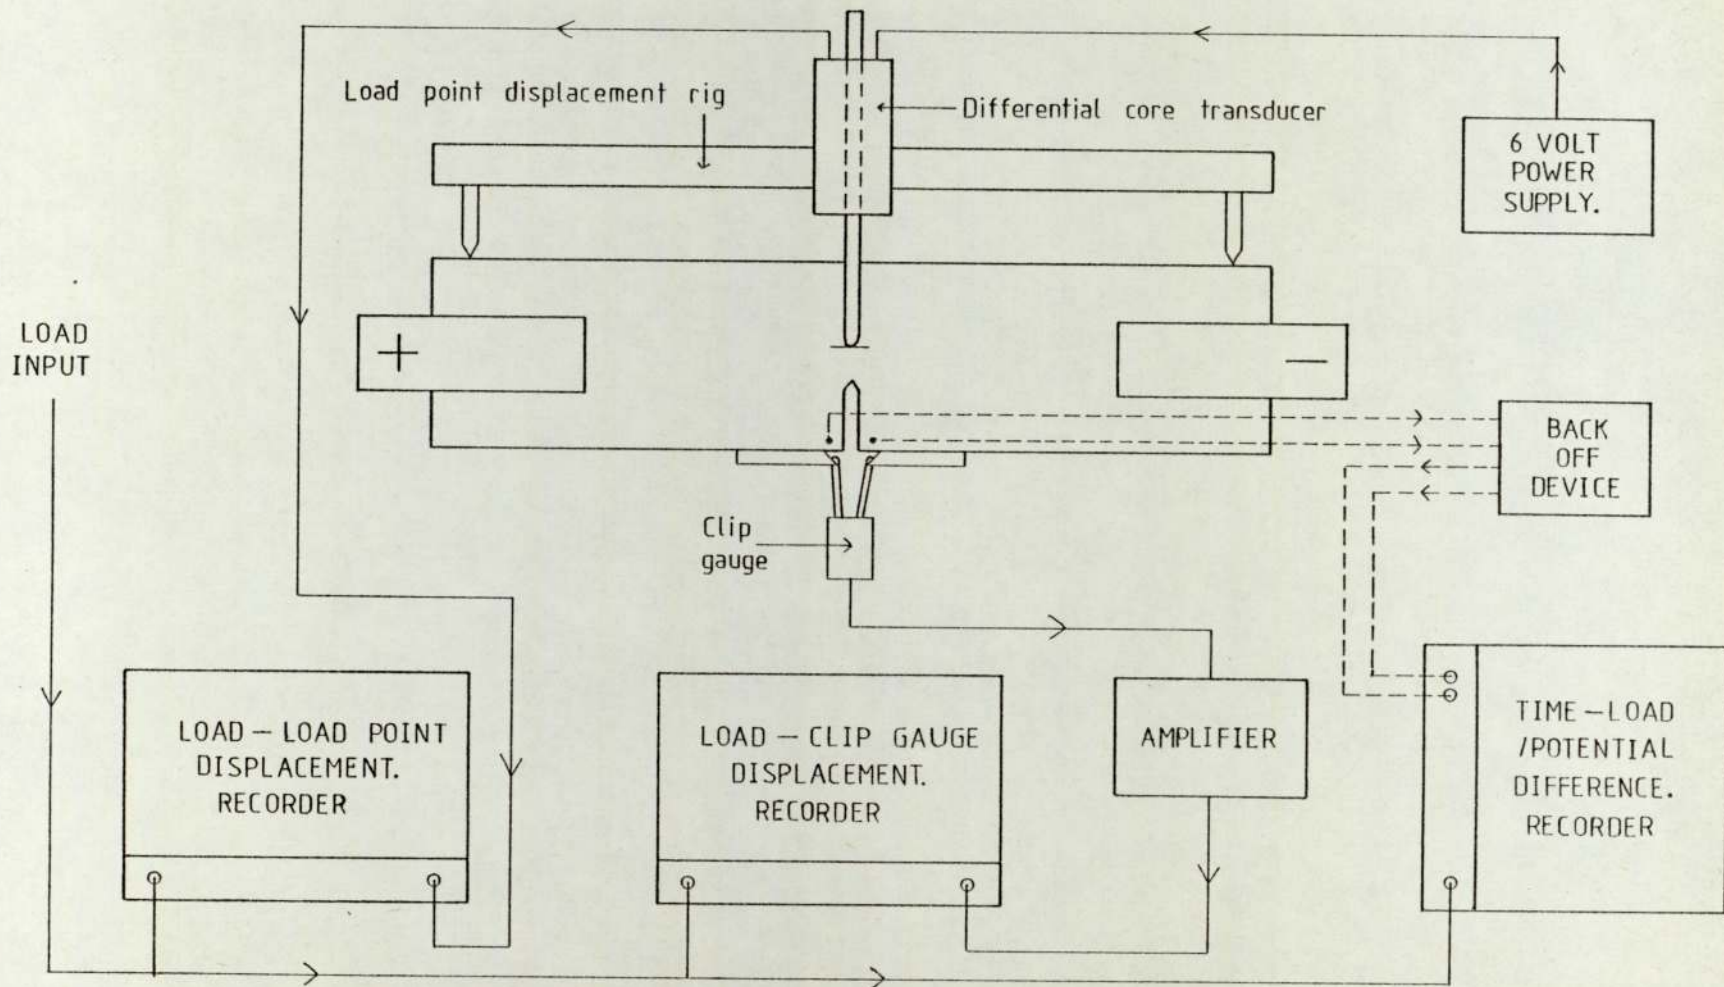 Load point displacement rig
Differential core transducer
6 VOLT
POWER
SUPPLY.
LOAD
INPUT
+
—
BACK
OFF
DEVICE
Clip
gauge
LOAD — LOAD POINT
DISPLACEMENT.
RECORDER
LOAD — CLIP GAUGE
DISPLACEMENT.
RECORDER
AMPLIFIER
TIME — LOAD
/POTENTIAL
DIFFERENCE.
RECORDER